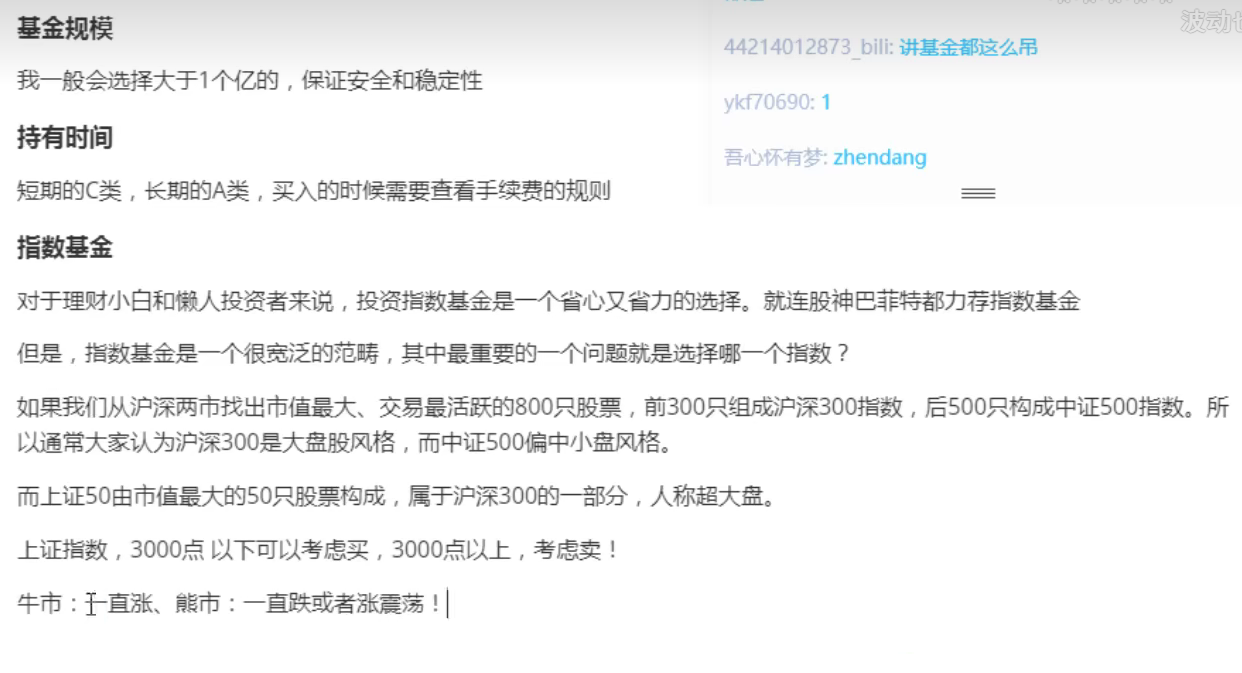 基金规模
我一般会选择大于1个亿的，保证安全和稳定性
持有时间
短期的C类，长期的A类，买入的时候需要查看手续费的规则
指数基金
对于理财小白和懒人投资者来说，投资指数基金是一个省心又省力的选择。就连股神巴菲特都力荐指数基金
但是，指数基金是一个很宽泛的范畴，其中最重要的一个问题就是选择哪一个指数？
如果我们从沪深两市找出市值最大、交易最活跃的800只股票，前300只组成沪深300指数，后500只构成中证500指数。所
以通常大家认为沪深300是大盘股风格，而中证500偏中小盘风格。
而上证50由市值最大的50只股票构成，属于沪深300的一部分，人称超大盘。
上证指数，3000点 以下可以考虑买，3000点以上，考虑卖！
牛市：一直涨、熊市：一直跌或者涨震荡！
波动
44214012873_bili: 讲基金都这么吊
ykf70690: 1
吾心怀有梦: zhendang